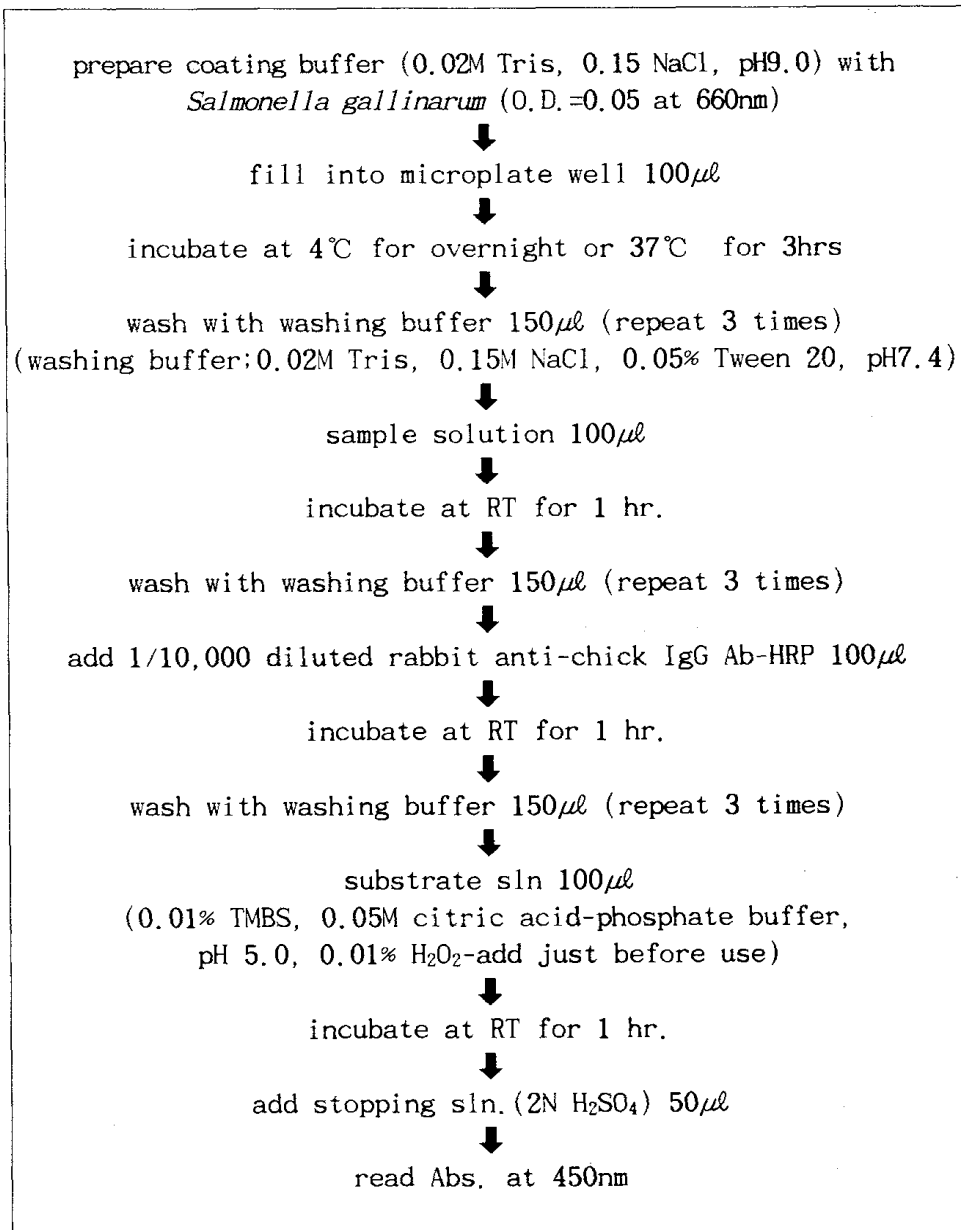 prepare coating buffer (0.02M Tris, 0.15 NaCl, pH9.0) with
Salmonella gallinarum (O.D.=0.05 at 660nm)
fill into microplate well 100㎕
incubate at 4℃ for overnight or 37℃ for 3hrs
wash with washing buffer 150㎕ (repeat 3 times)
(washing buffer;0.02M Tris, 0.15M NaCl, 0.05% Tween 20, pH7.4)
sample solution 100㎕
incubate at RT for 1 hr.
wash with washing buffer 150㎕ (repeat 3 times)
add 1/10,000 diluted rabbit anti-chick IgG Ab-HRP 100㎕
incubate at RT for 1 hr.
wash with washing buffer 150㎕ (repeat 3 times)
substrate sln 100㎕
(0.01% TMBS, 0.05M citric acid-phosphate buffer,
pH 5.0, 0.01% H₂O₂-add just before use)
incubate at RT for 1 hr.
add stopping sln.(2N H₂SO₄) 50㎕
read Abs. at 450nm